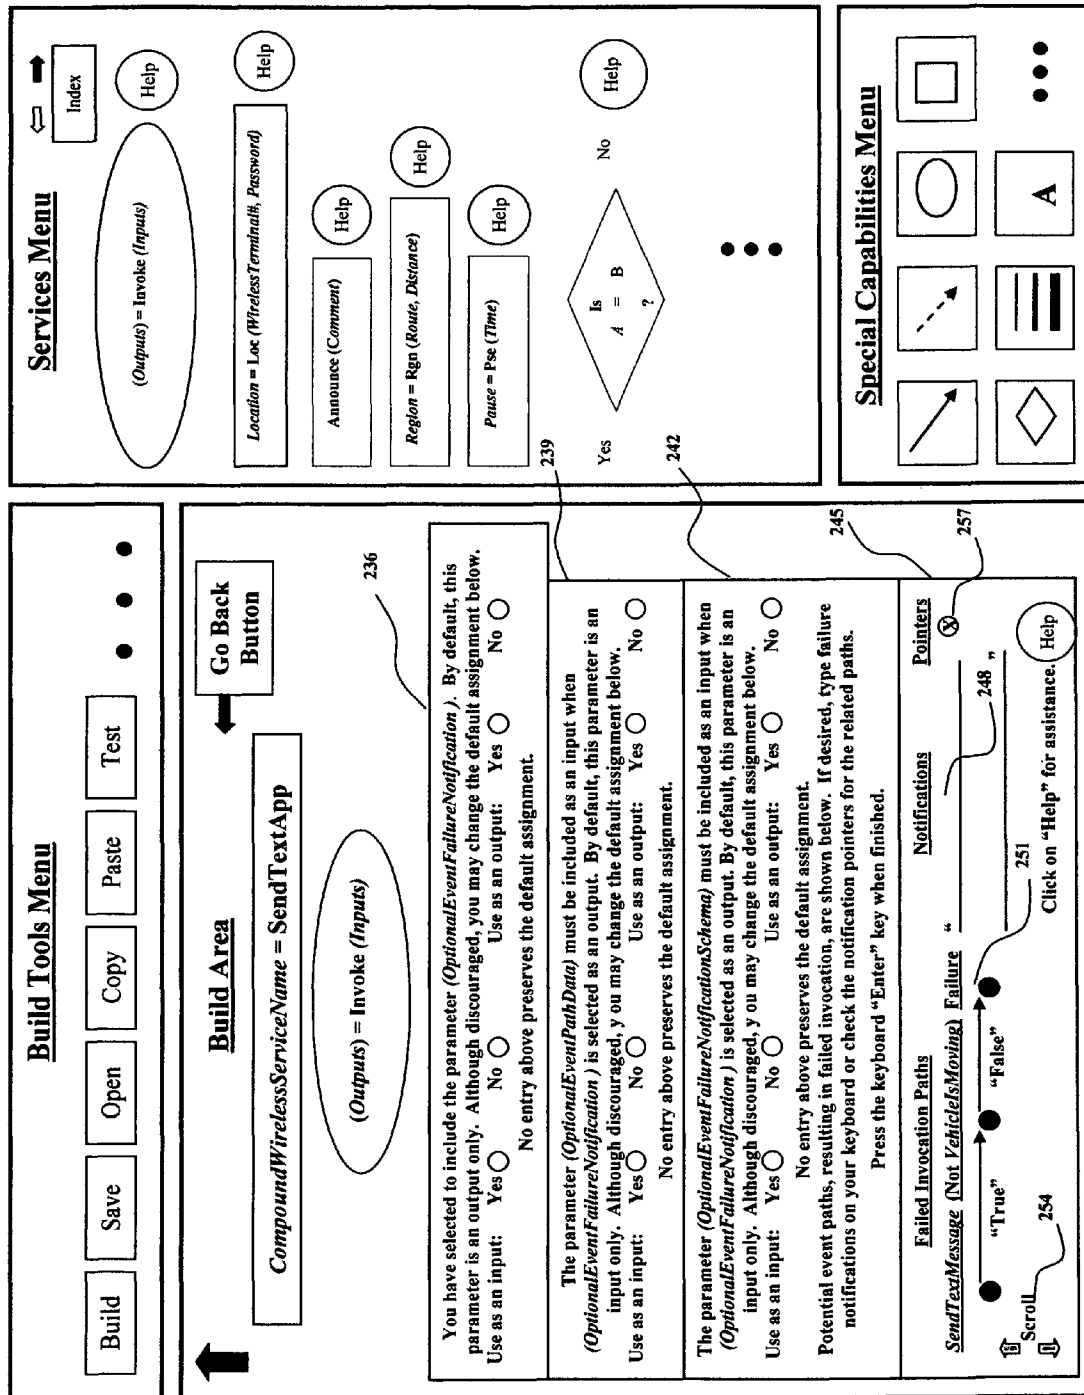 Build Tools Menu
Build
Save
Open
Copy
Paste
Test
Build Area
Go Back
Button
CompoundWirelessServiceName = SendTextApp
(Outputs) = Invoke (Inputs)
236
You have selected to include the parameter (OptionalEventFailureNotification ). By default, this
parameter is an output only. Although discouraged, you may change the default assignment below.
Use as an input: Yes No Use as an output: Yes No
No entry above preserves the default assignment.
239
The parameter (OptionalEventPathData) must be included as an input when
(OptionalEventFailureNotification ) is selected as an output. By default, this parameter is an
input only. Although discouraged, y ou may change the default assignment below.
Use as an input: Yes No Use as an output: Yes No
No entry above preserves the default assignment.
242
The parameter (OptionalEventFailureNotificationSchema) must be included as an input when
(OptionalEventFailureNotification ) is selected as an output. By default, this parameter is an
input only. Although discouraged, y ou may change the default assignment below.
Use as an input: Yes No Use as an output: Yes No
No entry above preserves the default assignment.
Potential event paths, resulting in failed invocation, are shown below. If desired, type failure
notifications on your keyboard or check the notification pointers for the related paths.
Press the keyboard “Enter” key when finished.
245
Failed Invocation Paths Notifications Pointers
257
SendTextMessage (Not VehicleIsMoving) Failure “ ” X
248
“True” “False”
251
Scroll
254
Click on “Help” for assistance.
Help
Services Menu
Index
(Outputs) = Invoke (Inputs)
Help
Location = Loc (WirelessTerminal#, Password)
Help
Announce (Comment)
Help
Region = Rgn (Route, Distance)
Help
Pause = Pse (Time)
Help
Yes
Is
A = B
?
No
Help
Special Capabilities Menu
A